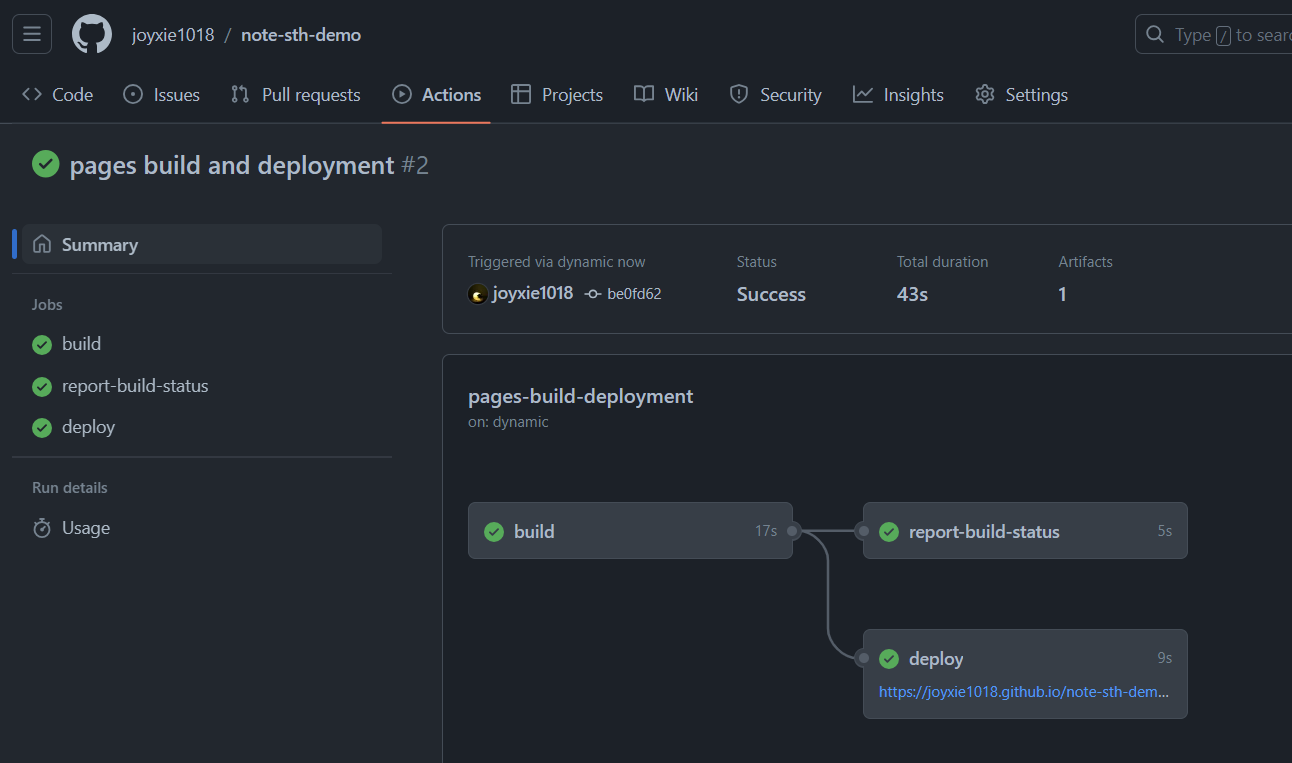 joyxie1018 / note-sth-demo
Type / to sear
Code Issues Pull requests Actions Projects Wiki Security Insights Settings
pages build and deployment #2
Summary
Jobs
build
report-build-status
deploy
Run details
Usage
Triggered via dynamic now Status Total duration Artifacts
joyxie1018 be0fd62 Success 43s 1
pages-build-deployment
on: dynamic
build 17s
report-build-status 5s
deploy 9s
https://joyxie1018.github.io/note-sth-dem...